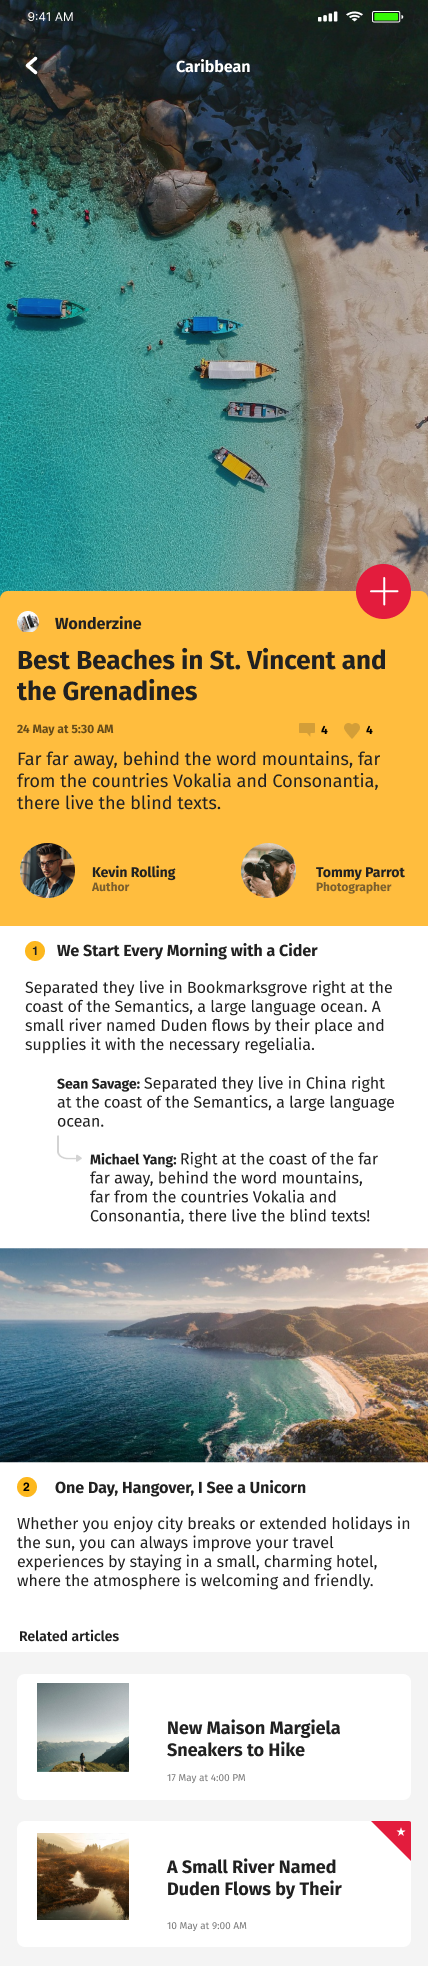 9:41 AM
Caribbean
Wonderzine
Best Beaches in St. Vincent and
the Grenadines
24 May at 5:30 AM
4
4
Far far away, behind the word mountains, far
from the countries Vokalia and Consonantia,
there live the blind texts.
Kevin Rolling
Author
Tommy Parrot
Photographer
1 We Start Every Morning with a Cider
Separated they live in Bookmarksgrove right at the
coast of the Semantics, a large language ocean. A
small river named Duden flows by their place and
supplies it with the necessary regelialia.
Sean Savage: Separated they live in China right
at the coast of the Semantics, a large language
ocean.
Michael Yang: Right at the coast of the far
far away, behind the word mountains,
far from the countries Vokalia and
Consonantia, there live the blind texts!
2 One Day, Hangover, I See a Unicorn
Whether you enjoy city breaks or extended holidays in
the sun, you can always improve your travel
experiences by staying in a small, charming hotel,
where the atmosphere is welcoming and friendly.
Related articles
New Maison Margiela
Sneakers to Hike
17 May at 4:00 PM
A Small River Named
Duden Flows by Their
10 May at 9:00 AM